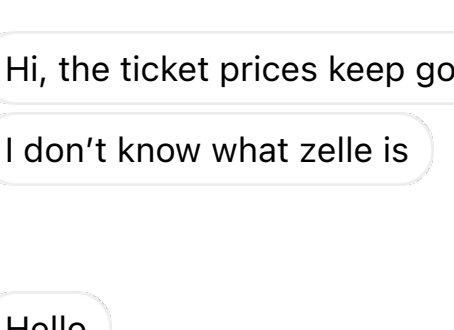 Hi, the ticket prices keep go
I don’t know what zelle is
Hello